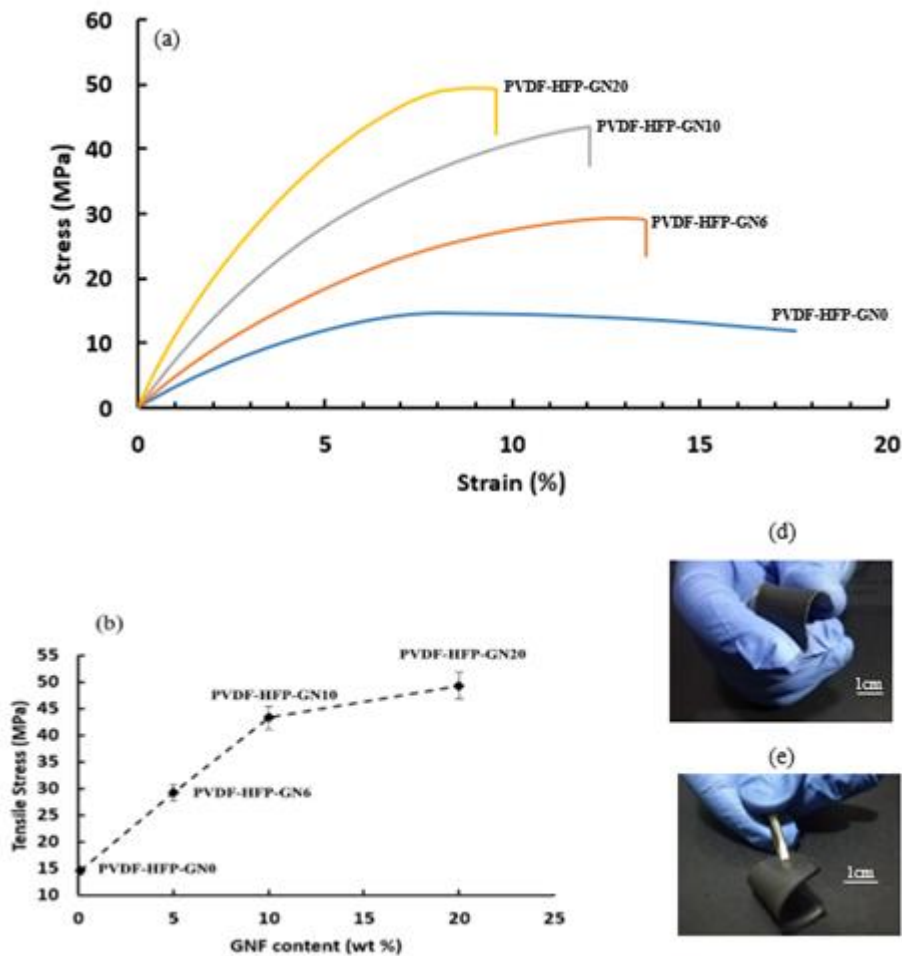 (a)
60
50
40
30
20
10
0
Stress (MPa)
PVDF-HFP-GN20
PVDF-HFP-GN10
PVDF-HFP-GN6
PVDF-HFP-GN0
0 5 10 15 20
Strain (%)
(b)
55
50
45
40
35
30
25
20
15
10
Tensile Stress (MPa)
PVDF-HFP-GN20
PVDF-HFP-GN10
PVDF-HFP-GN6
PVDF-HFP-GN0
0 5 10 15 20 25
GNF content (wt %)
(d)
1cm
(e)
1cm